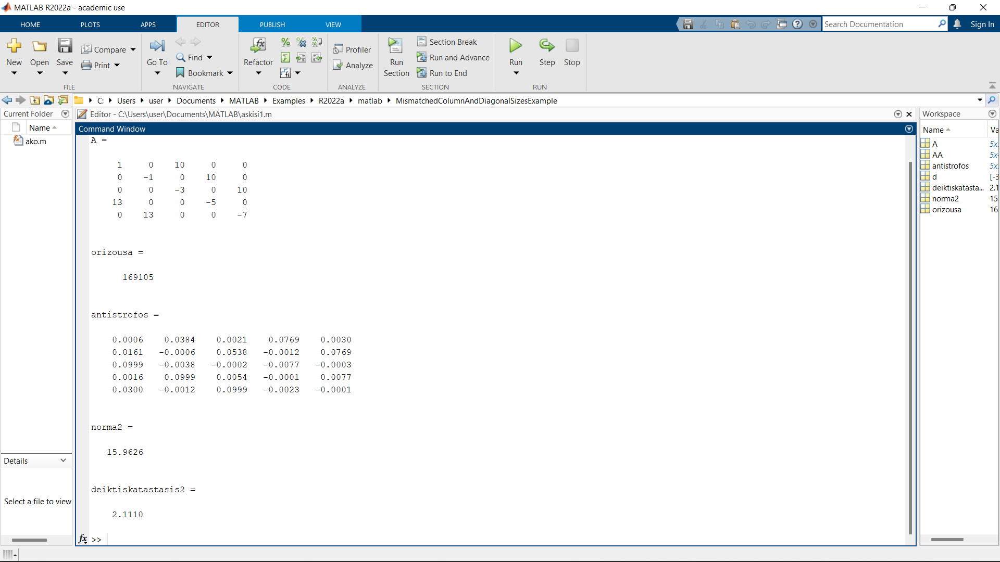 MATLAB R2022a - academic use
HOME PLOTS APPS EDITOR PUBLISH VIEW Search Documentation Sign In
New Open Save Compare Print
FILE
Go To Find Bookmark
NAVIGATE
Refactor
CODE
Profiler
Analyze
ANALYZE
Run Section Section Break
Run and Advance
Run to End
SECTION
Run Step Stop
RUN
C: Users user Documents MATLAB Examples R2022a matlab MismatchedColumnAndDiagonalSizesExample
Current Folder
Name
ako.m
Details
Select a file to view
Editor - C:\Users\user\Documents\MATLAB\askisi1.m
Command Window
A =
1 0 10 0 0
0 -1 0 10 0
0 0 -3 0 10
13 0 0 -5 0
0 13 0 0 -7
orizousa =
169105
antistrofos =
0.0006 0.0384 0.0021 0.0769 0.0030
0.0161 -0.0006 0.0538 -0.0012 0.0769
0.0999 -0.0038 -0.0002 -0.0077 -0.0003
0.0016 0.0999 0.0054 -0.0001 0.0077
0.0300 -0.0012 0.0999 -0.0023 -0.0001
norma2 =
15.9626
deiktiskatastasis2 =
2.1110
fx >>
Workspace
Name Va
A 5x
AA 5x
antistrofos 5x
d [-3
deiktiskatasta... 2.1
norma2 15
orizousa 16